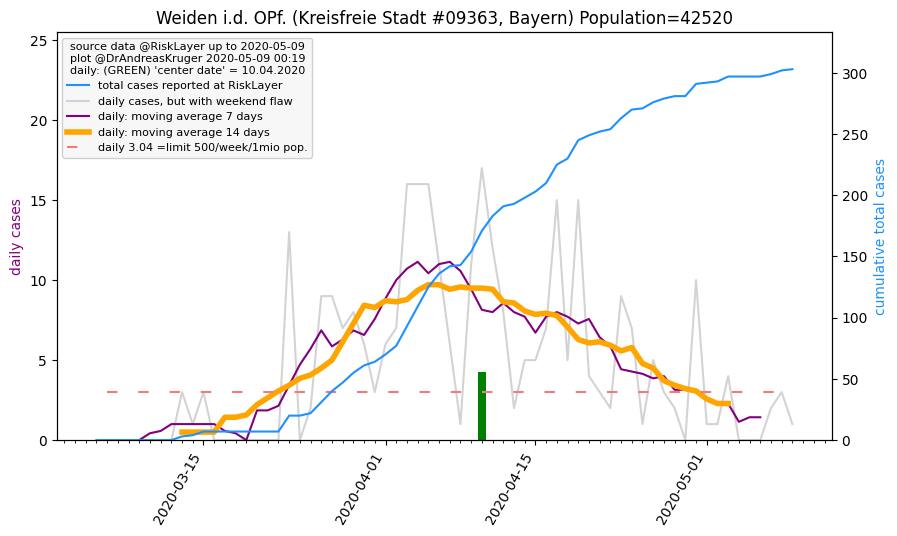 Weiden i.d. OPf. (Kreisfreie Stadt #09363, Bayern) Population=42520
source data @RiskLayer up to 2020-05-09
plot @DrAndreasKruger 2020-05-09 00:19
daily: (GREEN) 'center date' = 10.04.2020
total cases reported at RiskLayer
daily cases, but with weekend flaw
daily: moving average 7 days
daily: moving average 14 days
daily 3.04 =limit 500/week/1mio pop.
daily cases
25
20
15
10
5
0
cumulative total cases
300
250
200
150
100
50
0
2020-03-15
2020-04-01
2020-04-15
2020-05-01